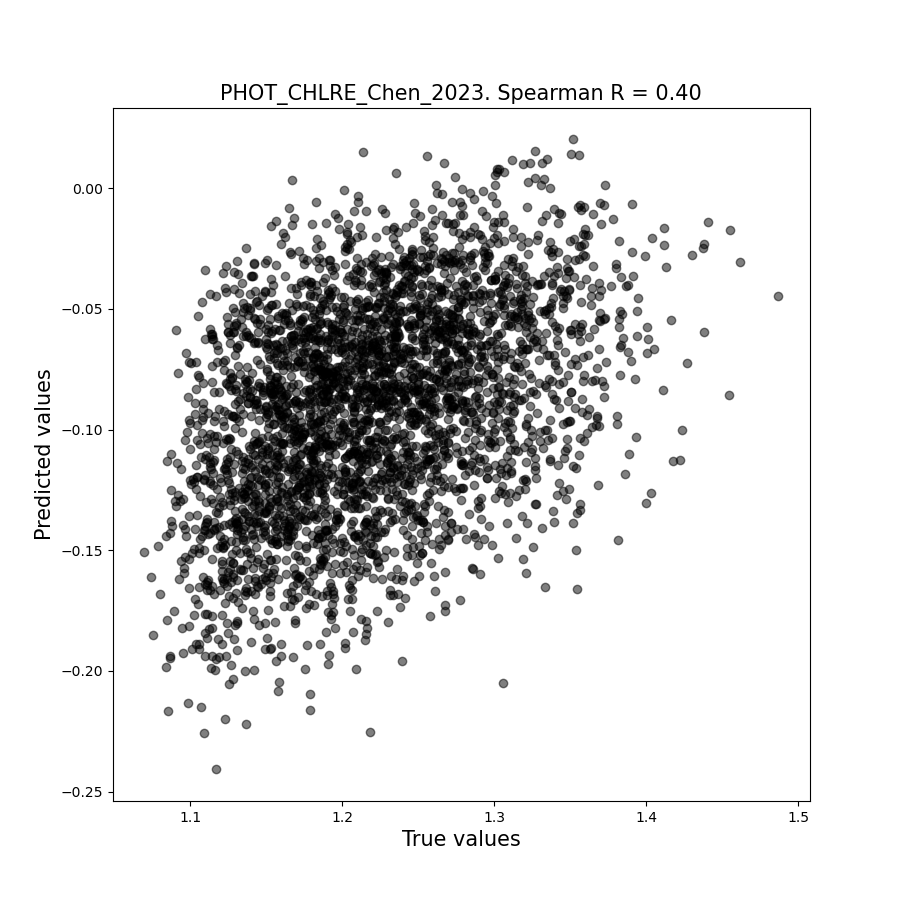 PHOT_CHLRE_Chen_2023. Spearman R = 0.40
0.00
−0.05
−0.10
−0.15
−0.20
−0.25
Predicted values
1.1 1.2 1.3 1.4 1.5
True values